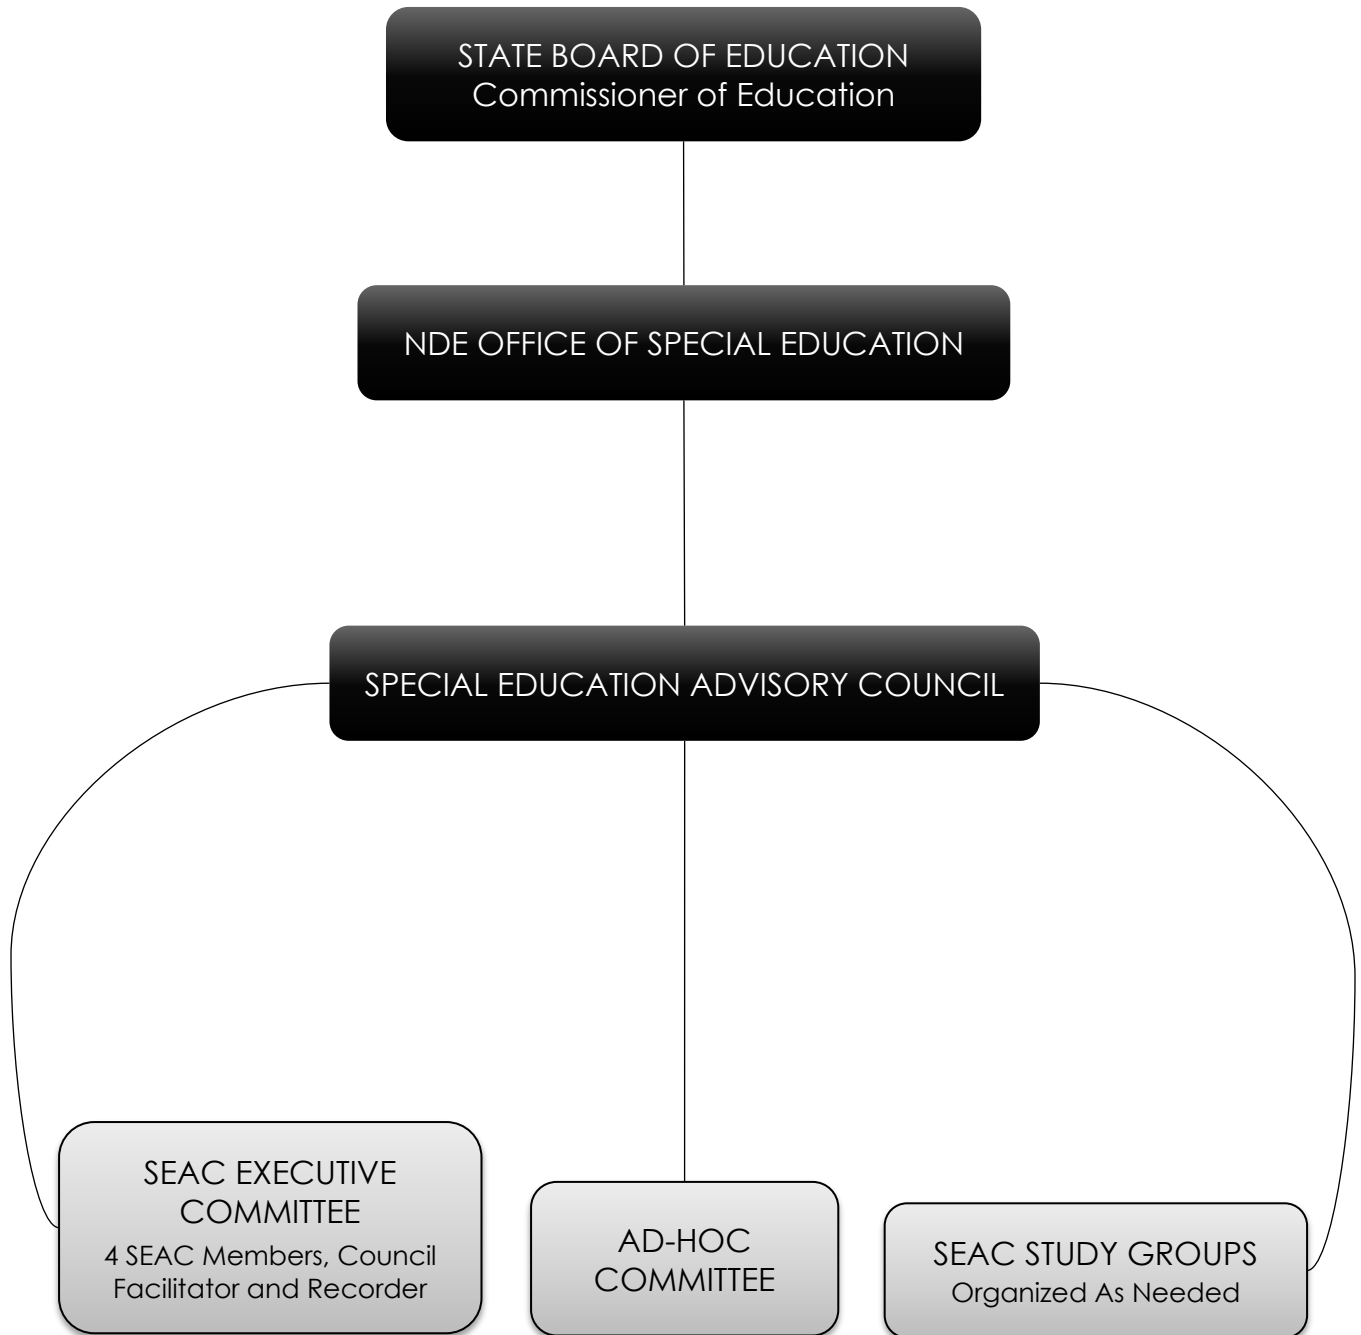 STATE BOARD OF EDUCATION
Commissioner of Education
NDE OFFICE OF SPECIAL EDUCATION
SPECIAL EDUCATION ADVISORY COUNCIL
SEAC EXECUTIVE
COMMITTEE
4 SEAC Members, Council
Facilitator and Recorder
AD-HOC
COMMITTEE
SEAC STUDY GROUPS
Organized As Needed